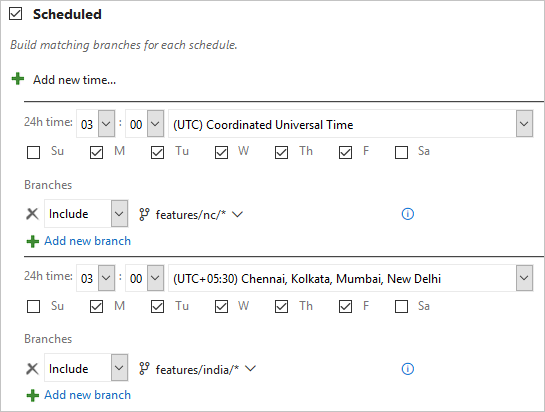 Scheduled
Build matching branches for each schedule.
Add new time...
24h time: 03 : 00 (UTC) Coordinated Universal Time
Su M Tu W Th F Sa
Branches
Include features/nc/*
Add new branch
24h time: 03 : 00 (UTC+05:30) Chennai, Kolkata, Mumbai, New Delhi
Su M Tu W Th F Sa
Branches
Include features/india/*
Add new branch